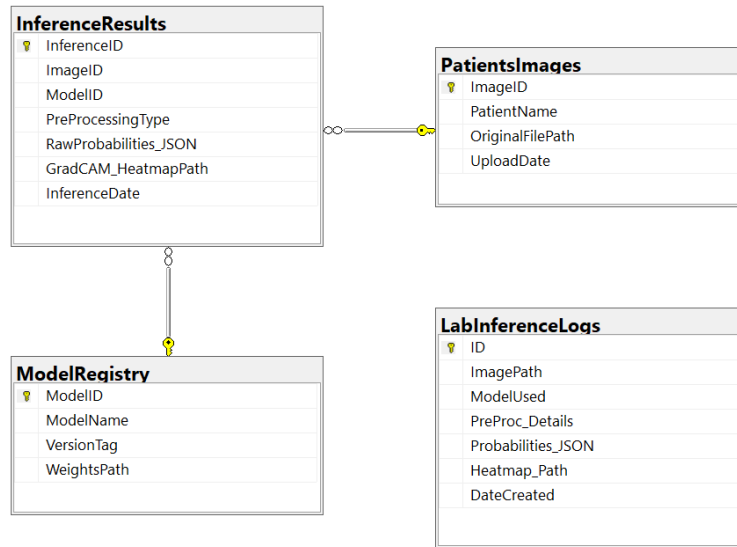 InferenceResults
InferenceID
ImageID
ModelID
PreProcessingType
RawProbabilities_JSON
GradCAM_HeatmapPath
InferenceDate
PatientsImages
ImageID
PatientName
OriginalFilePath
UploadDate
ModelRegistry
ModelID
ModelName
VersionTag
WeightsPath
LabInferenceLogs
ID
ImagePath
ModelUsed
PreProc_Details
Probabilities_JSON
Heatmap_Path
DateCreated